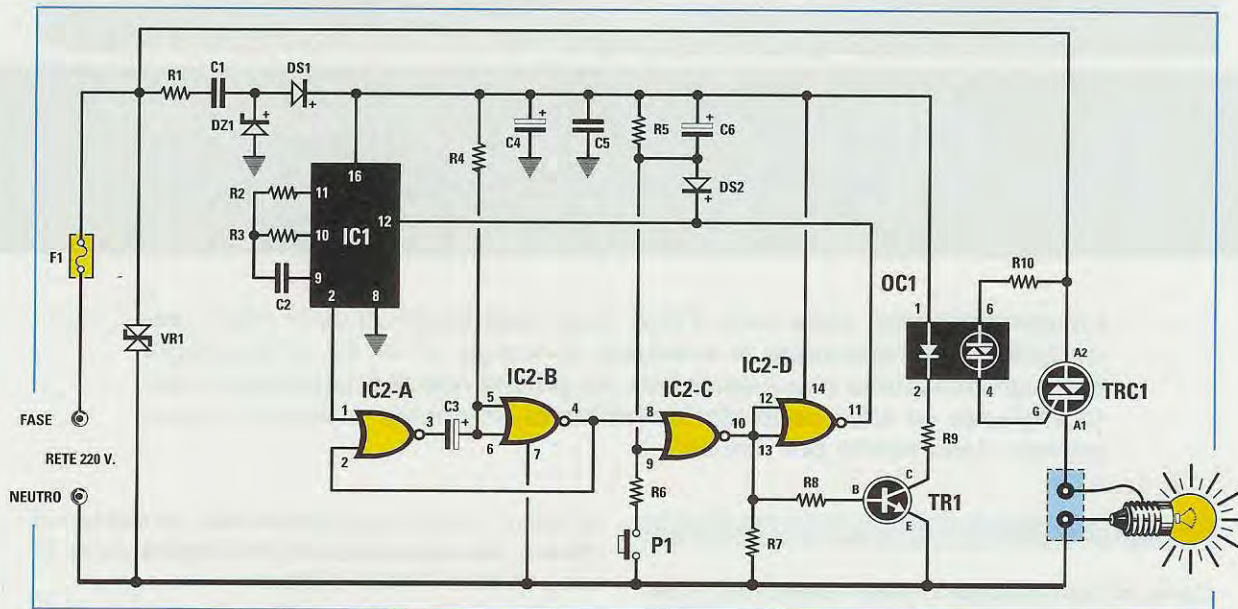 C1
DS1
R1
DZ1
R4
C4
C5
R5
C6
DS2
16
R2
11
12
R3
10
IC1
9
C2
2
8
F1
VR1
OC1
R10
1
6
2
4
A2
TRC1
G
A1
IC2-A
IC2-B
IC2-C
IC2-D
1
3
C3
5
4
8
10
12
14
11
2
6
7
9
13
R9
FASE
RETE 220 V.
NEUTRO
R6
R8
B
C
TR1
E
P1
R7
+
+
+
+
+
+